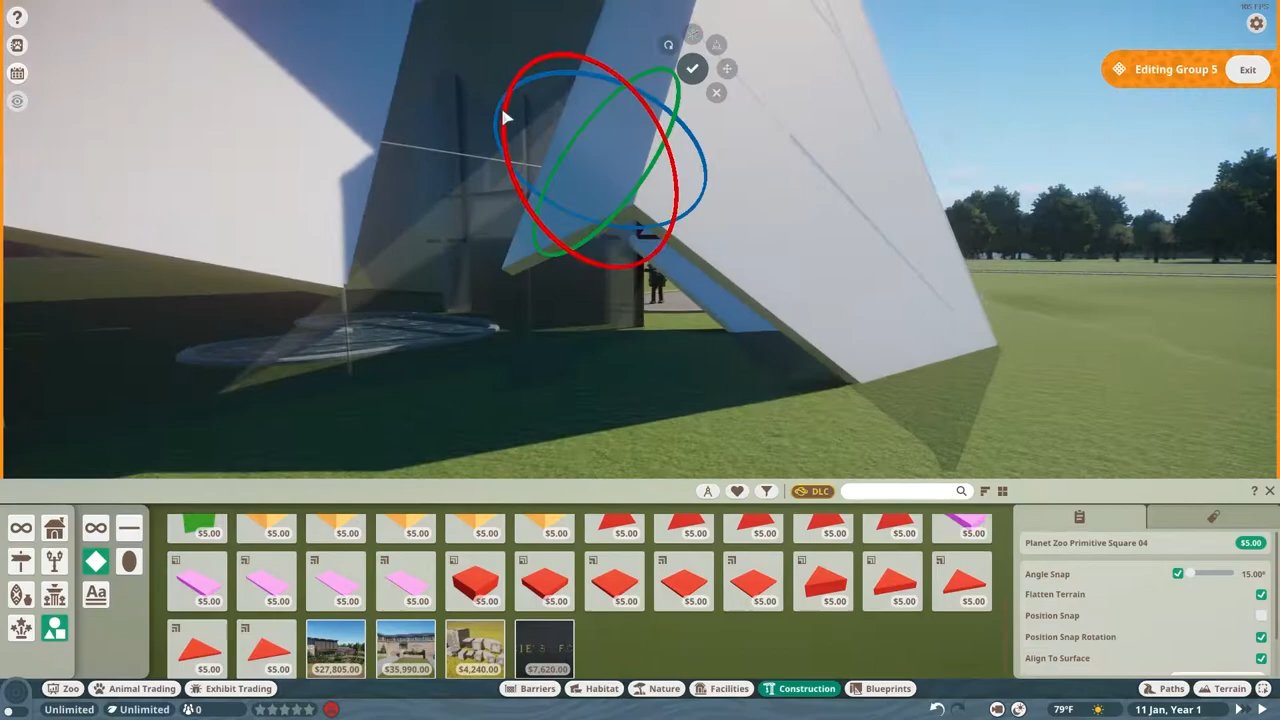 105 FPS
Editing Group 5
Exit
DLC
$5.00 $5.00 $5.00 $5.00 $5.00 $5.00 $5.00 $5.00 $5.00 $5.00 $5.00 $5.00
$5.00 $5.00 $5.00 $5.00 $5.00 $5.00 $5.00 $5.00 $5.00 $5.00 $5.00 $5.00
$5.00 $5.00 $27,805.00 $35,990.00 $4,240.00 $7,620.00
Aa
Planet Zoo Primitive Square 04 $5.00
Angle Snap 15.00°
Flatten Terrain
Position Snap
Position Snap Rotation
Align To Surface
Zoo Animal Trading Exhibit Trading Barriers Habitat Nature Facilities Construction Blueprints Paths Terrain
Unlimited Unlimited 0 79°F 11 Jan, Year 1